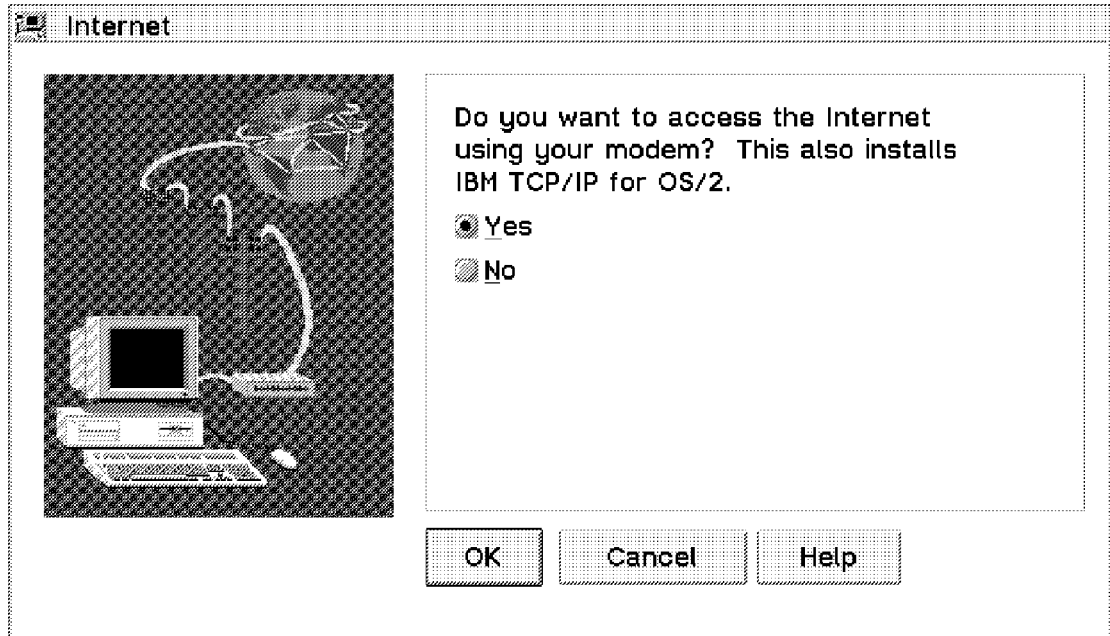 Internet
Do you want to access the Internet
using your modem?  This also installs
IBM TCP/IP for OS/2.
Yes
No
OK
Cancel
Help